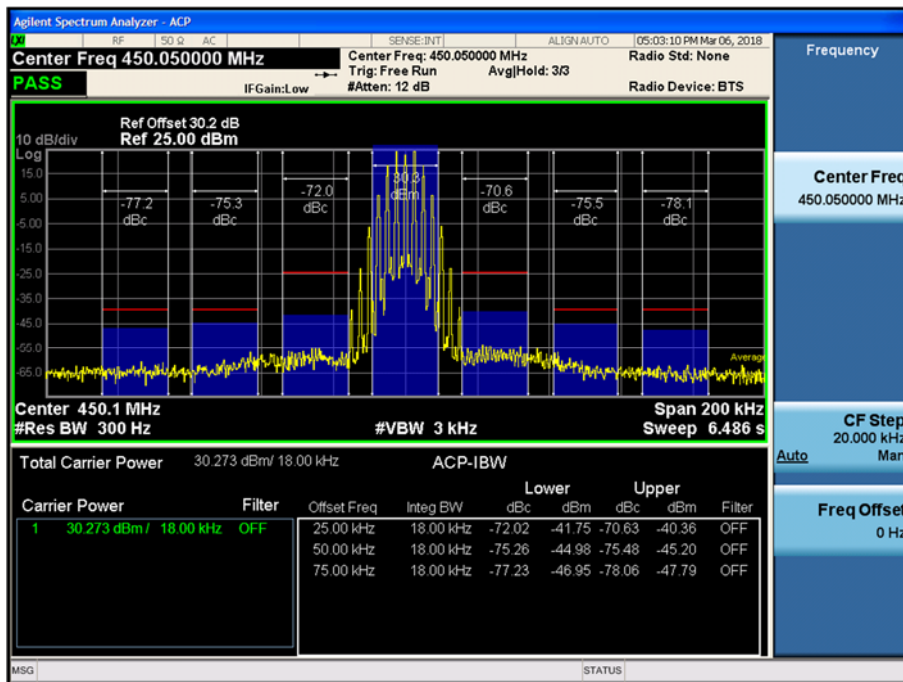 Agilent Spectrum Analyzer - ACP
LXI RF 50 Ω AC SENSE:INT ALIGN AUTO 05:03:10 PM Mar 06, 2018
Center Freq 450.050000 MHz
Center Freq: 450.050000 MHz Radio Std: None
Trig: Free Run Avg|Hold: 3/3
PASS
IFGain:Low #Atten: 12 dB Radio Device: BTS
Frequency
Ref Offset 30.2 dB
10 dB/div Ref 25.00 dBm
Log
15.0
5.00
-5.00
-15.0
-25.0
-35.0
-45.0
-55.0
-65.0
-77.2 dBc
-75.3 dBc
-72.0 dBc
30.3 dBm
-70.6 dBc
-75.5 dBc
-78.1 dBc
Average
Center 450.1 MHz Span 200 kHz
#Res BW 300 Hz #VBW 3 kHz Sweep 6.486 s
Center Freq
450.050000 MHz
CF Step
20.000 kHz
Auto Man
Freq Offset
0 Hz
Total Carrier Power 30.273 dBm/ 18.00 kHz ACP-IBW
Lower Upper
Carrier Power Filter Offset Freq Integ BW dBc dBm dBc dBm Filter
1 30.273 dBm / 18.00 kHz OFF 25.00 kHz 18.00 kHz -72.02 -41.75 -70.63 -40.36 OFF
50.00 kHz 18.00 kHz -75.26 -44.98 -75.48 -45.20 OFF
75.00 kHz 18.00 kHz -77.23 -46.95 -78.06 -47.79 OFF
MSG STATUS